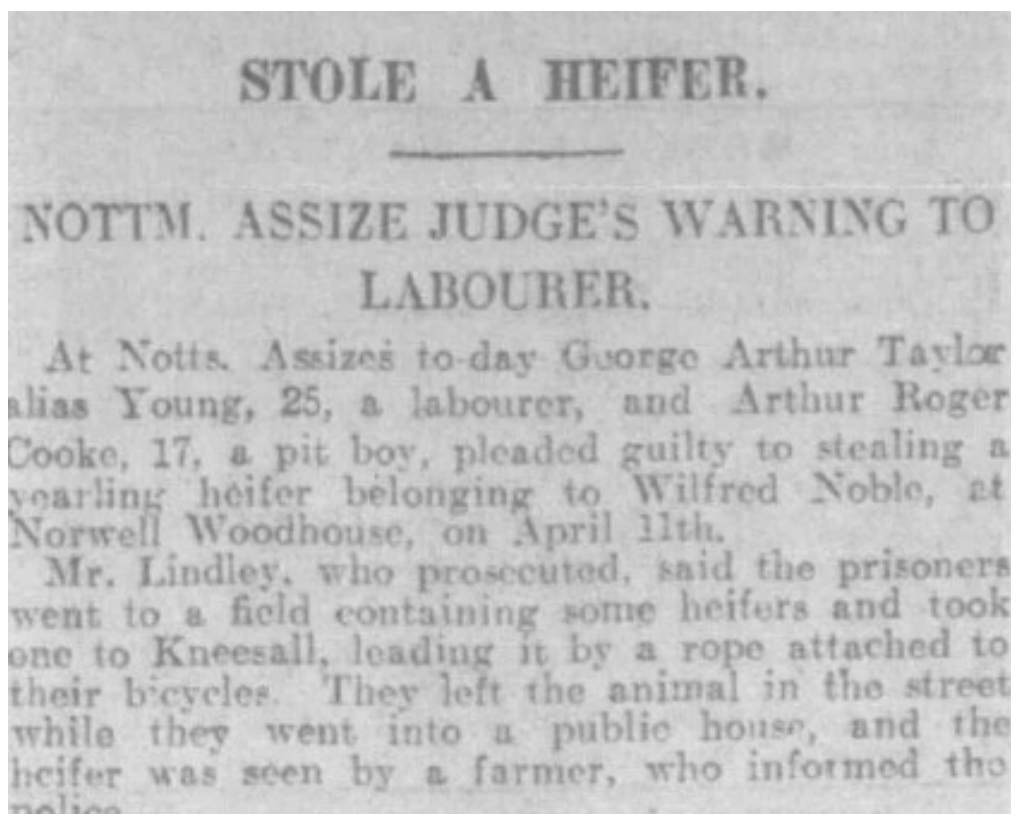 STOLE A HEIFER.
NOTTM. ASSIZE JUDGE'S WARNING TO
LABOURER.
At Notts. Assizes to-day George Arthur Taylor
alias Young, 25, a labourer, and Arthur Roger
Cooke, 17, a pit boy, pleaded guilty to stealing a
yearling heifer belonging to Wilfred Noble, at
Norwell Woodhouse, on April 11th.
Mr. Lindley, who prosecuted, said the prisoners
went to a field containing some heifers and took
one to Kneesall, leading it by a rope attached to
their bicycles. They left the animal in the street
while they went into a public house, and the
heifer was seen by a farmer, who informed the
police.